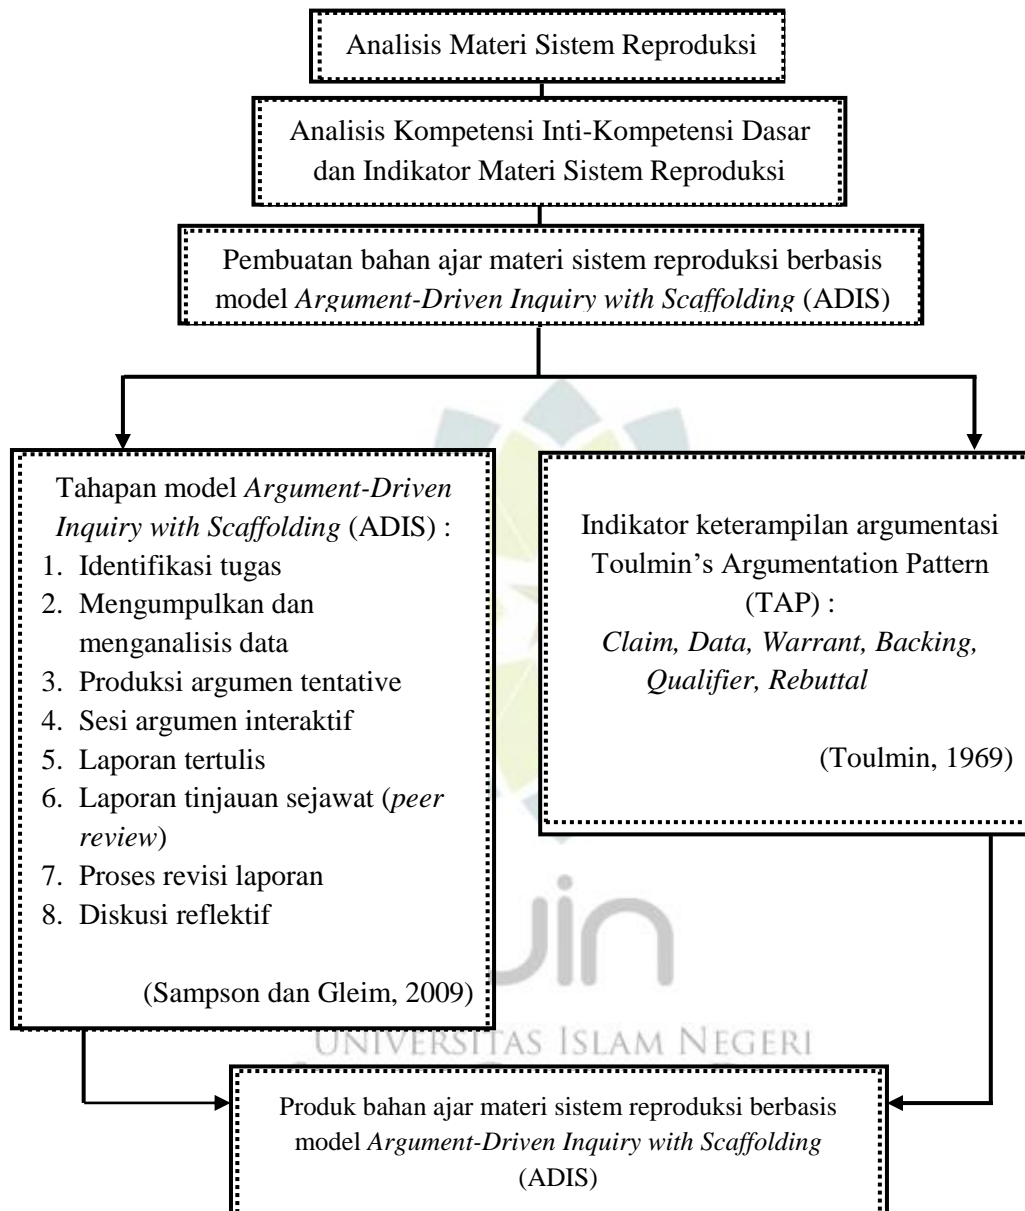 Analisis Materi Sistem Reproduksi
Analisis Kompetensi Inti-Kompetensi Dasar
dan Indikator Materi Sistem Reproduksi
Pembuatan bahan ajar materi sistem reproduksi berbasis
model Argument-Driven Inquiry with Scaffolding (ADIS)
Tahapan model Argument-Driven
Inquiry with Scaffolding (ADIS) :
1. Identifikasi tugas
2. Mengumpulkan dan
menganalisis data
3. Produksi argumen tentative
4. Sesi argumen interaktif
5. Laporan tertulis
6. Laporan tinjauan sejawat (peer
review)
7. Proses revisi laporan
8. Diskusi reflektif
(Sampson dan Gleim, 2009)
Indikator keterampilan argumentasi
Toulmin’s Argumentation Pattern
(TAP) :
Claim, Data, Warrant, Backing,
Qualifier, Rebuttal
(Toulmin, 1969)
uin
UNIVERSITAS ISLAM NEGERI
Produk bahan ajar materi sistem reproduksi berbasis
model Argument-Driven Inquiry with Scaffolding
(ADIS)